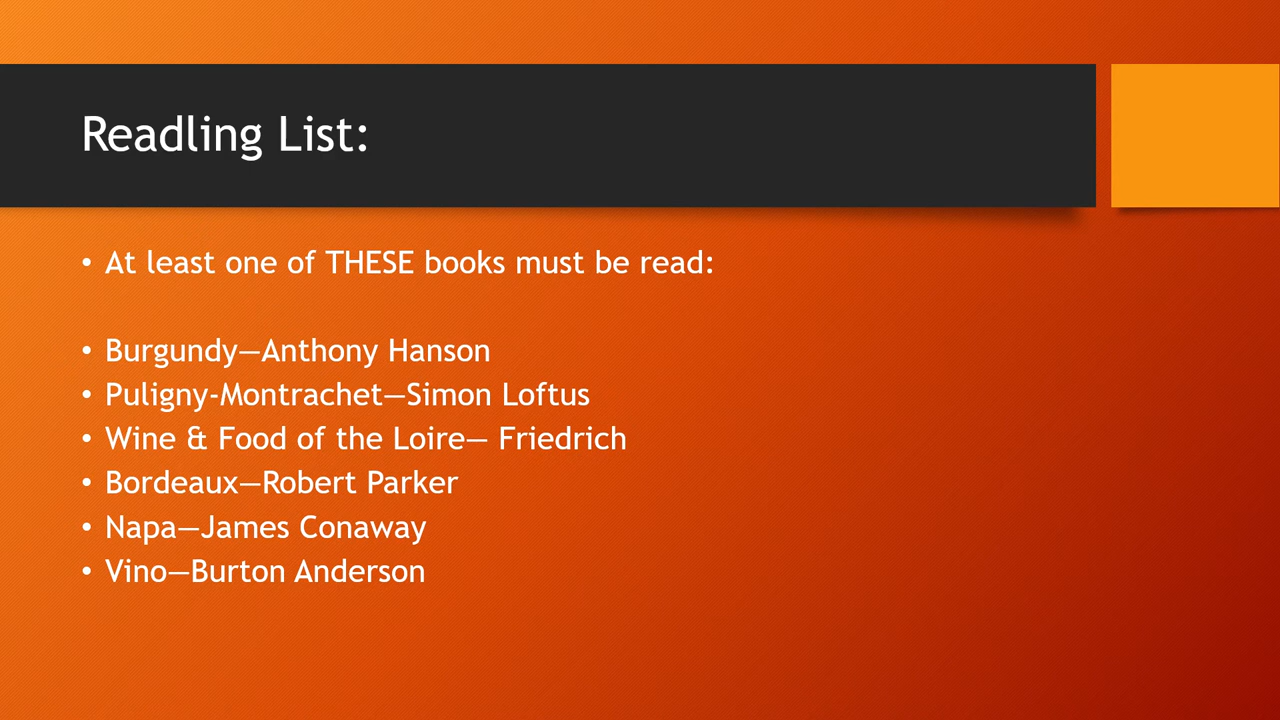 Readling List:
• At least one of THESE books must be read:
• Burgundy—Anthony Hanson
• Puligny-Montrachet—Simon Loftus
• Wine & Food of the Loire— Friedrich
• Bordeaux—Robert Parker
• Napa—James Conaway
• Vino—Burton Anderson